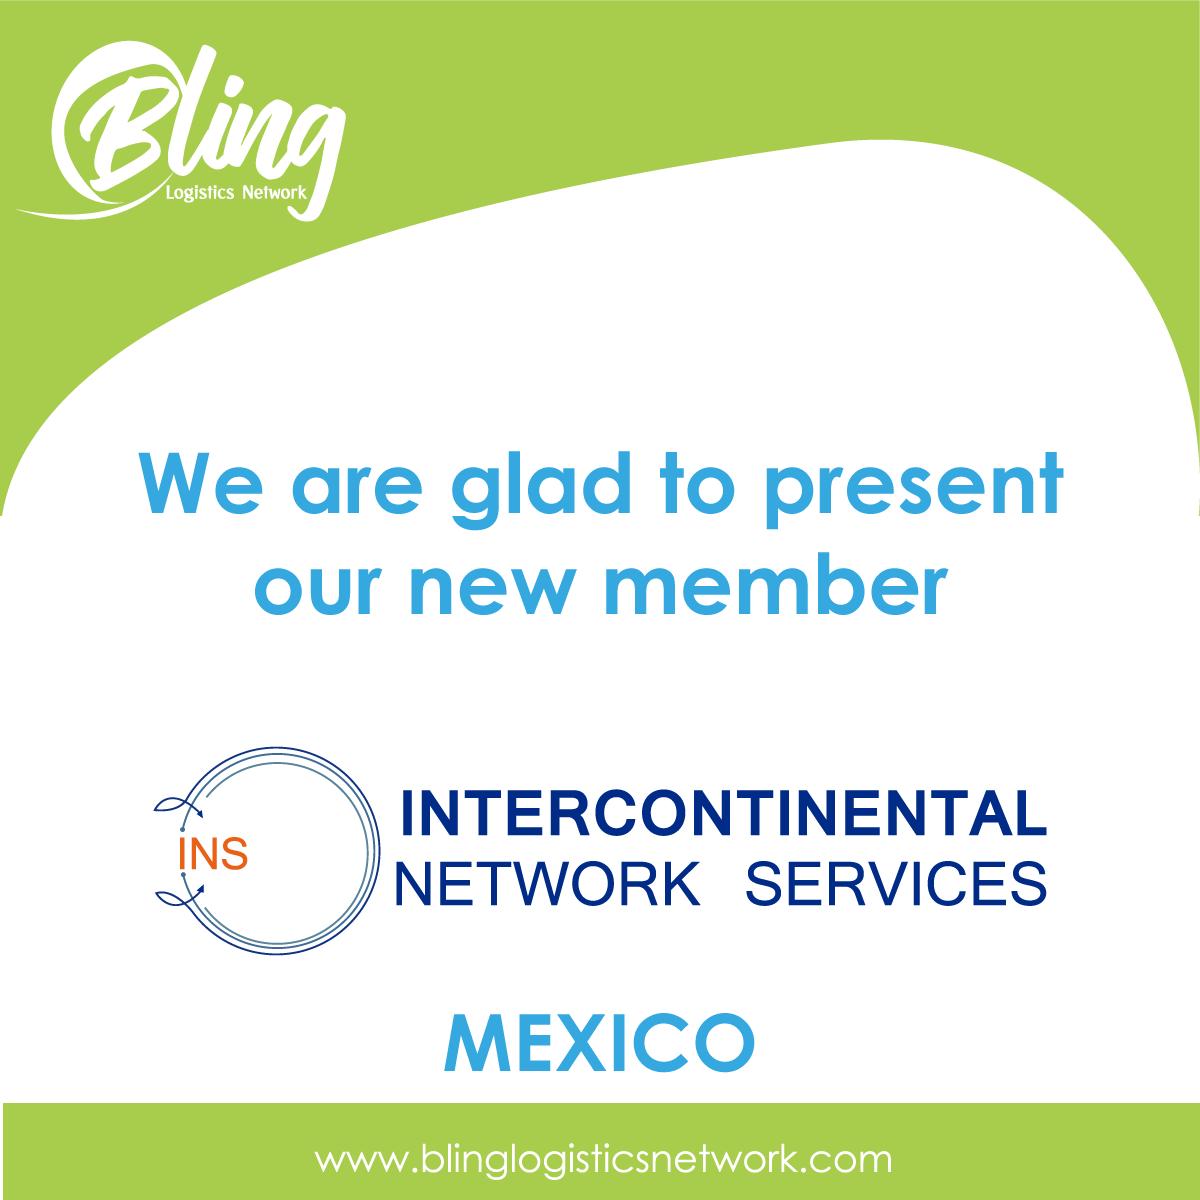 Bling
Logistics Network
We are glad to present
our new member
INS
INTERCONTINENTAL
NETWORK SERVICES
MEXICO
www.blinglogisticsnetwork.com